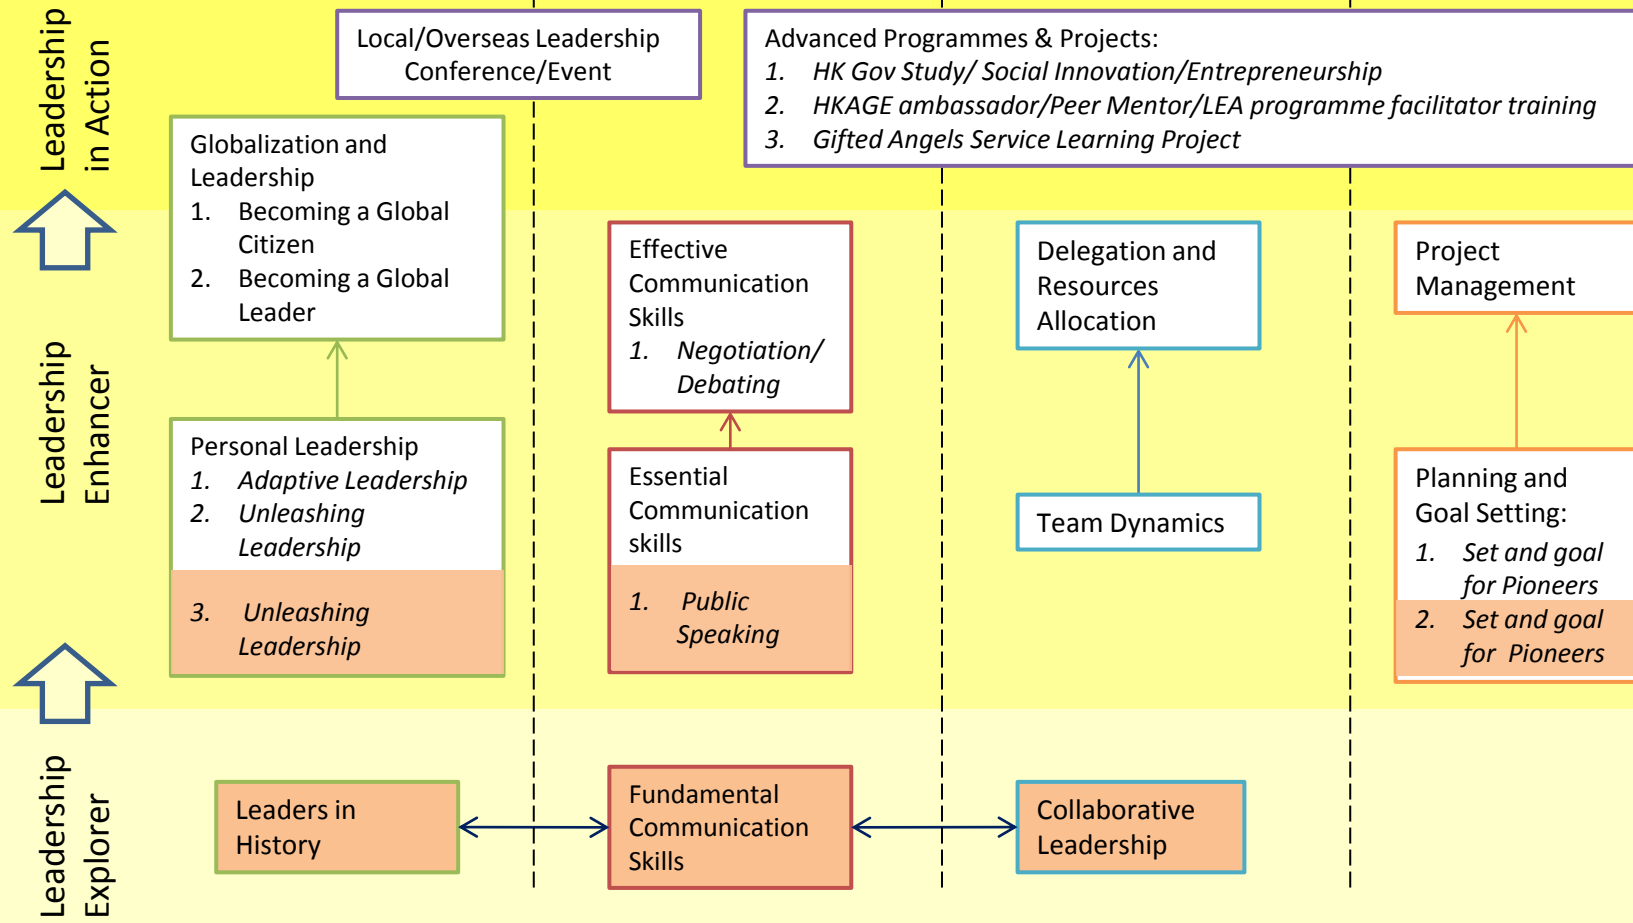 Leadership
in Action
Local/Overseas Leadership
Conference/Event
Advanced Programmes & Projects:
1. HK Gov Study/ Social Innovation/Entrepreneurship
2. HKAGE ambassador/Peer Mentor/LEA programme facilitator training
3. Gifted Angels Service Learning Project
Globalization and
Leadership
1. Becoming a Global
Citizen
2. Becoming a Global
Leader
Leadership
Enhancer
Effective
Communication
Skills
1. Negotiation/
Debating
Delegation and
Resources
Allocation
Project
Management
Personal Leadership
1. Adaptive Leadership
2. Unleashing
Leadership
3. Unleashing
Leadership
Essential
Communication
skills
1. Public
Speaking
Team Dynamics
Planning and
Goal Setting:
1. Set and goal
for Pioneers
2. Set and goal
for Pioneers
Leadership
Explorer
Leaders in
History
Fundamental
Communication
Skills
Collaborative
Leadership